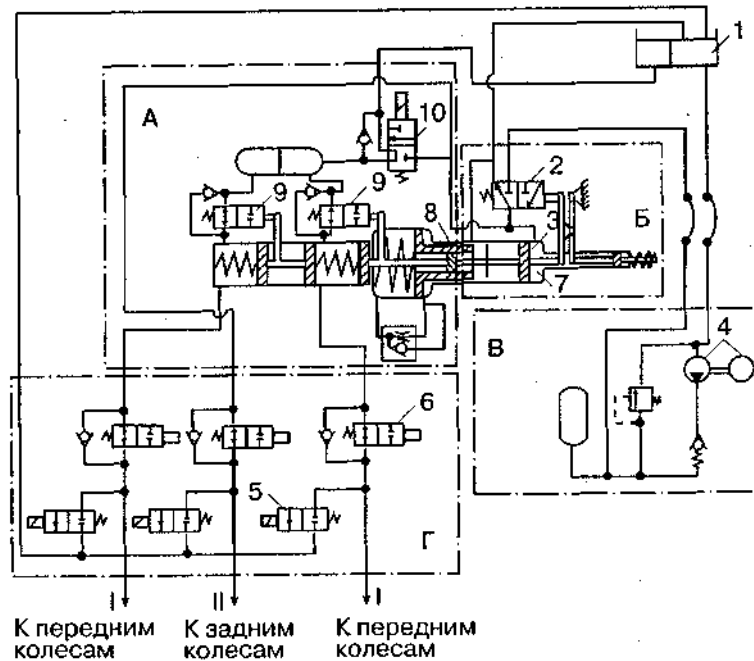 1
А
10
2
9
9
8
3
Б
7
В
4
6
5
Г
I
II
I
К передним
колесам
К задним
колесам
К передним
колесам